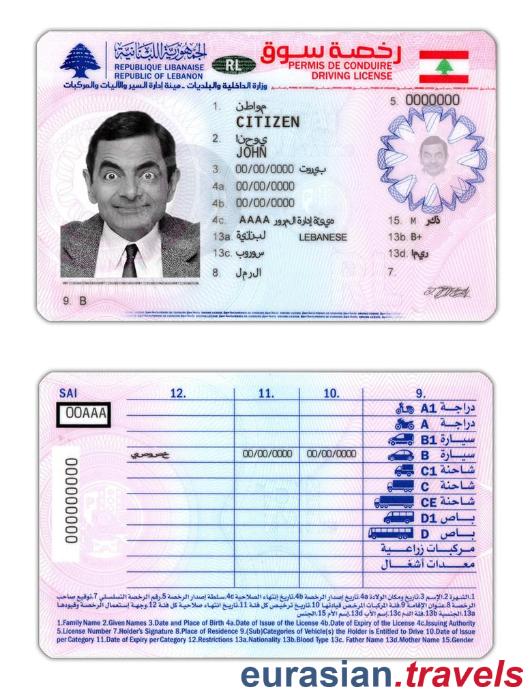 الجمهورية اللبنانية
REPUBLIQUE LIBANAISE
REPUBLIC OF LEBANON
RL
رخصة سوق
PERMIS DE CONDUIRE
DRIVING LICENSE
وزارة الداخلية والبلديات ـ هيئة إدارة السير والآليات والمركبات
1. مواطن
CITIZEN
5. 0000000
2. يوحنا
JOHN
3. 00/00/0000 بيروت
4a. 00/00/0000
4b. 00/00/0000
4c. AAAA هيئة إدارة المرور
15. M ذكر
13a. لبنانية LEBANESE
13b. B+
13c.
13d. ديما
8. الرمل
7.
9. B
SAI 12. 11. 10. 9.
00AAA
دراجة A1
دراجة A
سيارة B1
خصوصي 00/00/0000 00/00/0000 B سيارة
شاحنة C1
شاحنة C
شاحنة CE
باص D1
باص D
مركبات زراعية
معدات أشغال
0000000000
1.الشهرة 2.الإسم 3.تاريخ ومكان الولادة 4a.تاريخ إصدار الرخصة 4b.تاريخ إنتهاء الصلاحية 4c.سلطة إصدار الرخصة 5.رقم الرخصة التسلسلي 7.توقيع صاحب
الرخصة 8.عنوان الإقامة 9.فئة المركبات المرخص قيادتها 10.تاريخ ترخيص كل فئة 11.تاريخ انتهاء صلاحية كل فئة 12.وجهة إستعمال الرخصة وقيودها
13a.الجنسية 13b.فئة الدم 13c.إسم الأب 13d.إسم الأم 15.الجنس
1.Family Name 2.Given Names 3.Date and Place of Birth 4a.Date of Issue of the License 4b.Date of Expiry of the License 4c.Issuing Authority
5.License Number 7.Holder's Signature 8.Place of Residence 9.(Sub)Categories of Vehicle(s) the Holder is Entitled to Drive 10.Date of Issue
per Category 11.Date of Expiry per Category 12.Restrictions 13a.Nationality 13b.Blood Type 13c. Father Name 13d.Mother Name 15.Gender
eurasian.travels